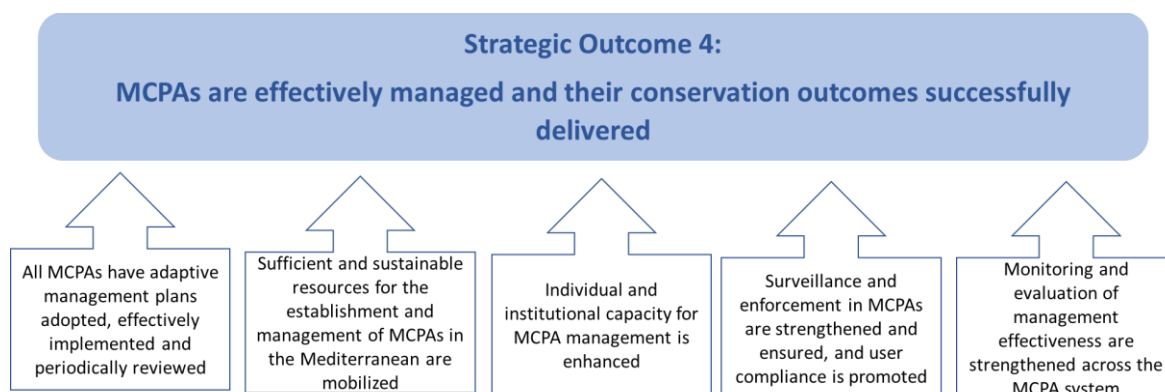 Strategic Outcome 4:
MCPAs are effectively managed and their conservation outcomes successfully
delivered
All MCPAs have adaptive
management plans
adopted, effectively
implemented and
periodically reviewed
Sufficient and sustainable
resources for the
establishment and
management of MCPAs in
the Mediterranean are
mobilized
Individual and
institutional capacity for
MCPA management is
enhanced
Surveillance and
enforcement in MCPAs
are strengthened and
ensured, and user
compliance is promoted
Monitoring and
evaluation of
management
effectiveness are
strengthened across the
MCPA system